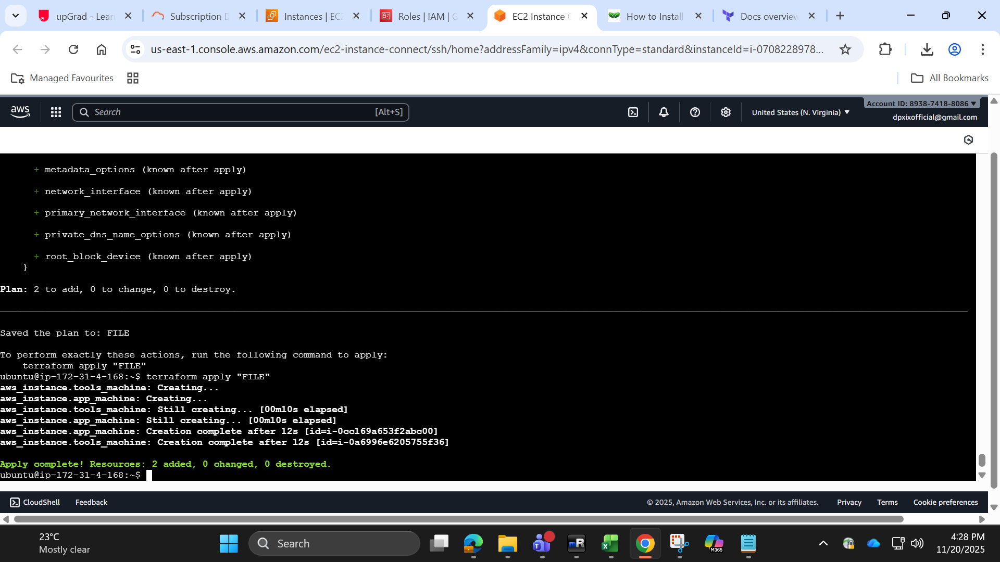 upGrad - Lear
Subscription D
Instances | EC2
Roles | IAM | G
EC2 Instance C
How to Install
Docs overview
us-east-1.console.aws.amazon.com/ec2-instance-connect/ssh/home?addressFamily=ipv4&connType=standard&instanceId=i-0708228978...
Managed Favourites
All Bookmarks
aws
Search
[Alt+S]
United States (N. Virginia)
Account ID: 8938-7418-8086
dpxixofficial@gmail.com
+ metadata_options (known after apply)
+ network_interface (known after apply)
+ primary_network_interface (known after apply)
+ private_dns_name_options (known after apply)
+ root_block_device (known after apply)
}
Plan: 2 to add, 0 to change, 0 to destroy.
Saved the plan to: FILE
To perform exactly these actions, run the following command to apply:
terraform apply "FILE"
ubuntu@ip-172-31-4-168:~$ terraform apply "FILE"
aws_instance.tools_machine: Creating...
aws_instance.app_machine: Creating...
aws_instance.tools_machine: Still creating... [00m10s elapsed]
aws_instance.app_machine: Still creating... [00m10s elapsed]
aws_instance.app_machine: Creation complete after 12s [id=i-0cc169a653f2abc00]
aws_instance.tools_machine: Creation complete after 12s [id=i-0a6996e6205755f36]
Apply complete! Resources: 2 added, 0 changed, 0 destroyed.
ubuntu@ip-172-31-4-168:~$
CloudShell
Feedback
© 2025, Amazon Web Services, Inc. or its affiliates.
Privacy
Terms
Cookie preferences
23°C
Mostly clear
Search
M365
4:28 PM
11/20/2025